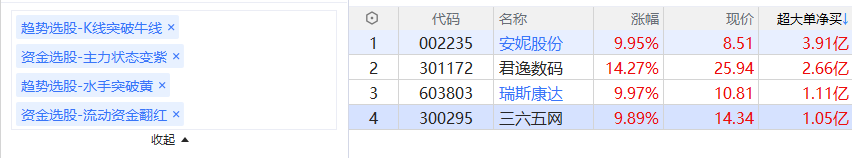 趋势选股-K线突破牛线 ×
资金选股-主力状态变紫 ×
趋势选股-水手突破黄 ×
资金选股-流动资金翻红 ×
收起
代码 名称 涨幅 现价 超大单净买↓
1 002235 安妮股份 9.95% 8.51 3.91亿
2 301172 君逸数码 14.27% 25.94 2.66亿
3 603803 瑞斯康达 9.97% 10.81 1.11亿
4 300295 三六五网 9.89% 14.34 1.05亿